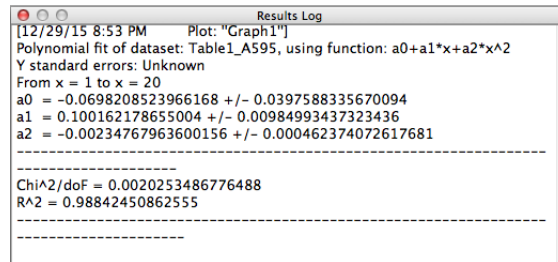 Results Log
[12/29/15 8:53 PM Plot: "Graph1"]
Polynomial fit of dataset: Table1_A595, using function: a0+a1*x+a2*x^2
Y standard errors: Unknown
From x = 1 to x = 20
a0 = -0.0698208523966168 +/- 0.0397588335670094
a1 = 0.100162178655004 +/- 0.00984993437323436
a2 = -0.00234767963600156 +/- 0.000462374072617681
---------------------------------------------------------------
-------------------
Chi^2/doF = 0.0020253486776488
R^2 = 0.98842450862555
---------------------------------------------------------------
--------------------